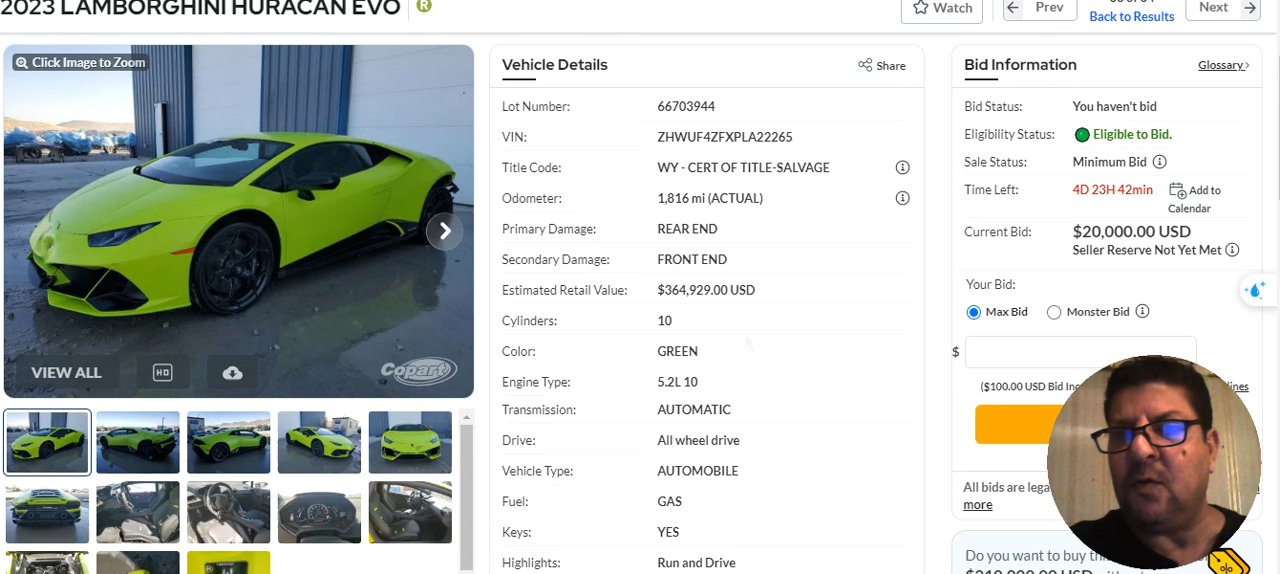 2023 LAMBORGHINI HURACAN EVO
R
Watch
Prev
Back to Results
Next
Click Image to Zoom
VIEW ALL
HD
Copart
Vehicle Details
Share
Lot Number: 66703944
VIN: ZHWUF4ZFXPLA22265
Title Code: WY - CERT OF TITLE-SALVAGE
Odometer: 1,816 mi (ACTUAL)
Primary Damage: REAR END
Secondary Damage: FRONT END
Estimated Retail Value: $364,929.00 USD
Cylinders: 10
Color: GREEN
Engine Type: 5.2L 10
Transmission: AUTOMATIC
Drive: All wheel drive
Vehicle Type: AUTOMOBILE
Fuel: GAS
Keys: YES
Highlights: Run and Drive
Bid Information
Glossary
Bid Status: You haven't bid
Eligibility Status: Eligible to Bid.
Sale Status: Minimum Bid
Time Left: 4D 23H 42min
Add to
Calendar
Current Bid: $20,000.00 USD
Seller Reserve Not Yet Met
Your Bid:
Max Bid
Monster Bid
$
($100.00 USD Bid
All bids are
more
Do you want to buy